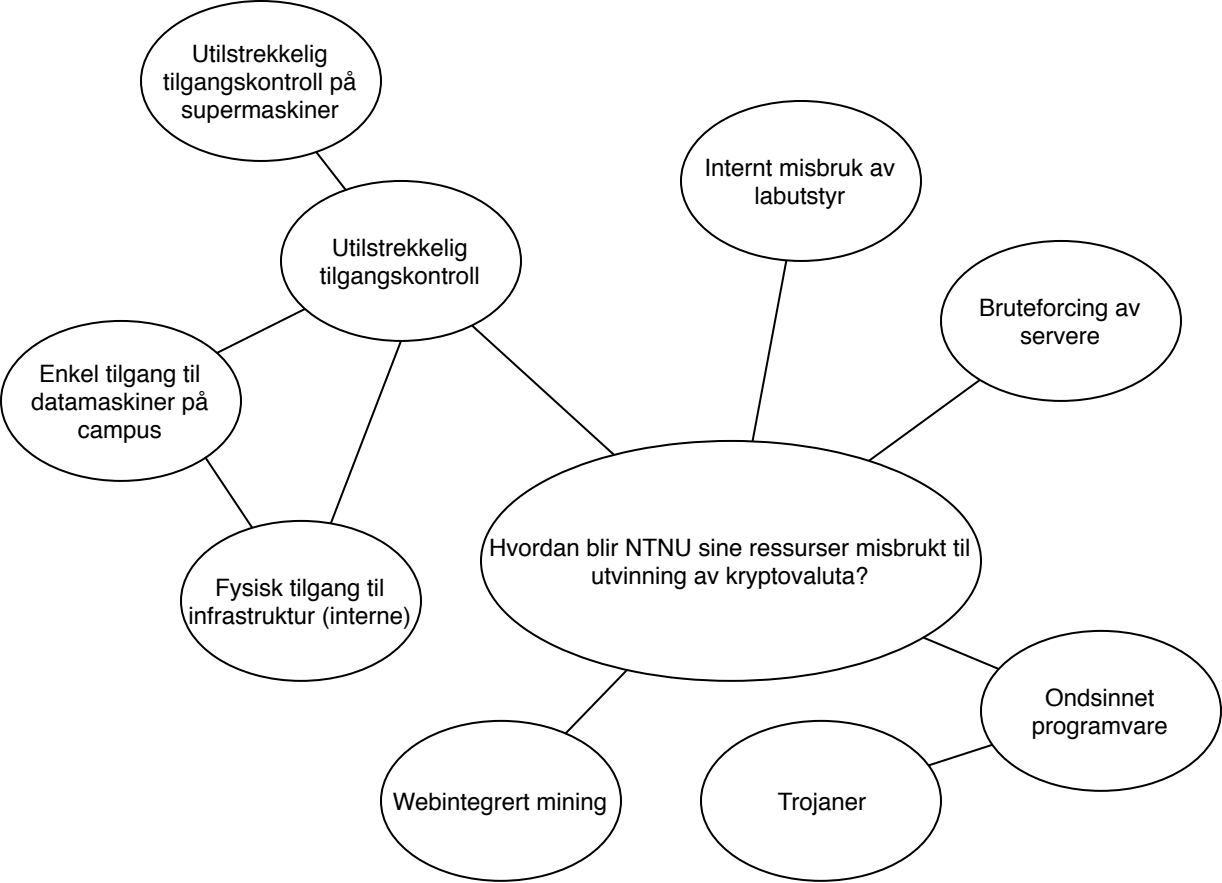 Utilstrekkelig
tilgangskontroll på
supermaskiner
Internt misbruk av
labutstyr
Utilstrekkelig
tilgangskontroll
Bruteforcing av
servere
Enkel tilgang til
datamaskiner på
campus
Hvordan blir NTNU sine ressurser misbrukt til
utvinning av kryptovaluta?
Fysisk tilgang til
infrastruktur (interne)
Ondsinnet
programvare
Webintegrert mining
Trojaner